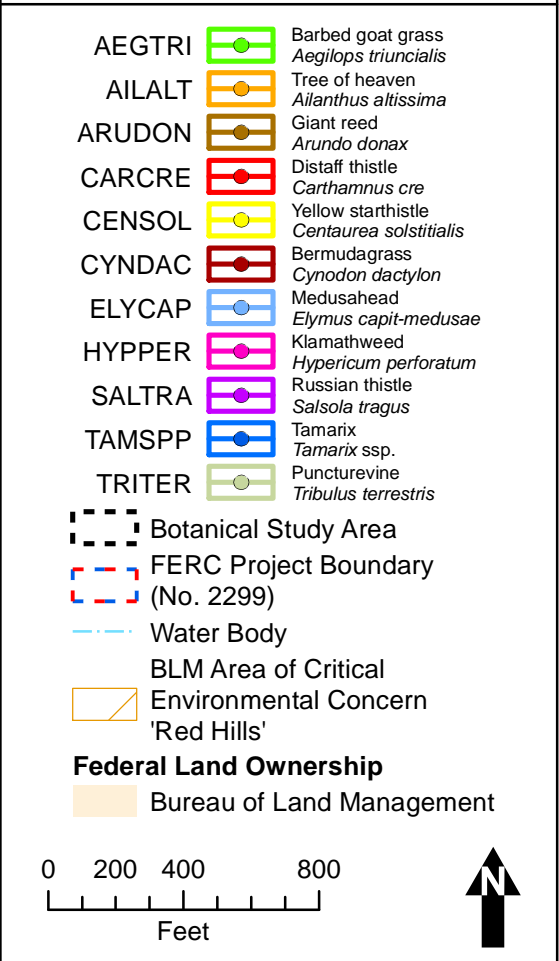 AEGTRI Barbed goat grass
Aegilops triuncialis
AILALT Tree of heaven
Ailanthus altissima
ARUDON Giant reed
Arundo donax
CARCRE Distaff thistle
Carthamnus cre
CENSOL Yellow starthistle
Centaurea solstitialis
CYNDAC Bermudagrass
Cynodon dactylon
ELYCAP Medusahead
Elymus capit-medusae
HYPPER Klamathweed
Hypericum perforatum
SALTRA Russian thistle
Salsola tragus
TAMSPP Tamarix
Tamarix ssp.
TRITER Puncturevine
Tribulus terrestris
Botanical Study Area
FERC Project Boundary
(No. 2299)
Water Body
BLM Area of Critical
Environmental Concern
'Red Hills'
Federal Land Ownership
Bureau of Land Management
0 200 400 800
Feet
N